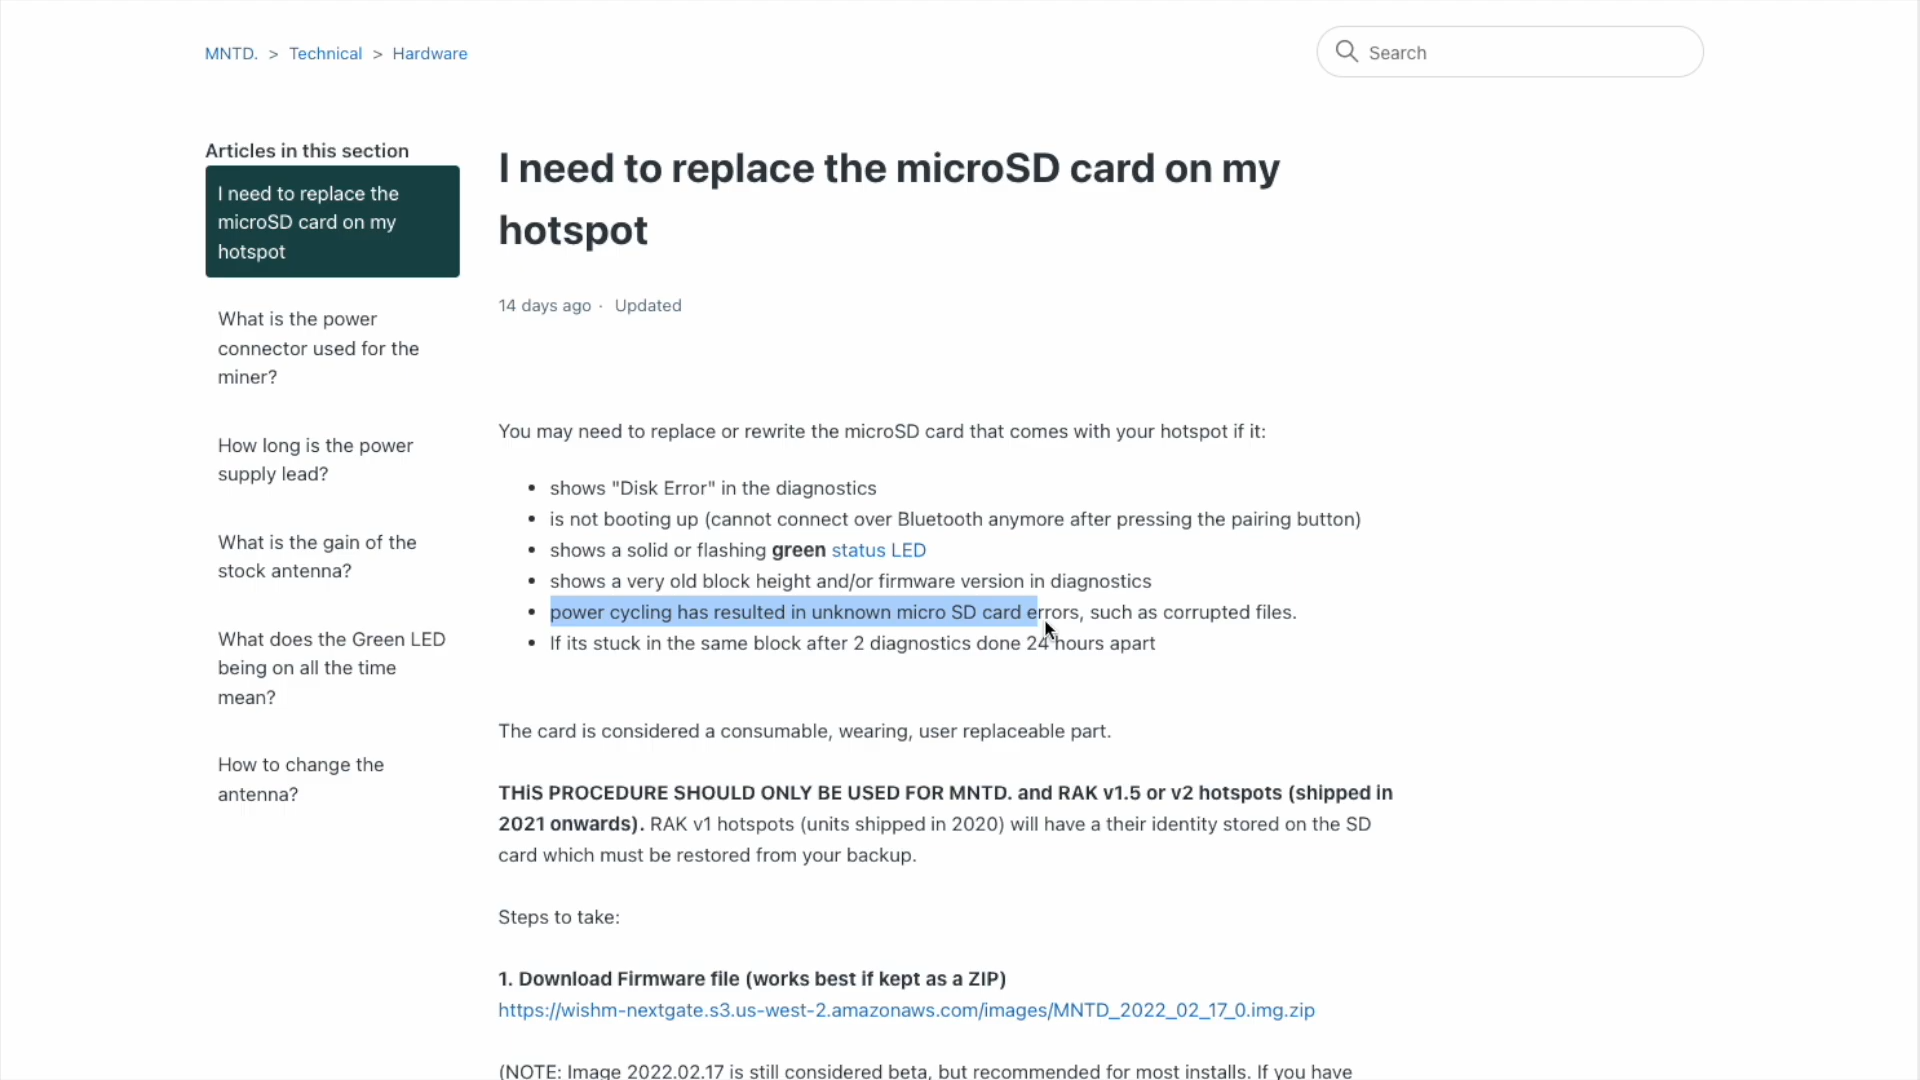 MNTD. > Technical > Hardware
Search
Articles in this section
I need to replace the
microSD card on my
hotspot
What is the power
connector used for the
miner?
How long is the power
supply lead?
What is the gain of the
stock antenna?
What does the Green LED
being on all the time
mean?
How to change the
antenna?
I need to replace the microSD card on my
hotspot
14 days ago · Updated
You may need to replace or rewrite the microSD card that comes with your hotspot if it:
• shows "Disk Error" in the diagnostics
• is not booting up (cannot connect over Bluetooth anymore after pressing the pairing button)
• shows a solid or flashing green status LED
• shows a very old block height and/or firmware version in diagnostics
• power cycling has resulted in unknown micro SD card errors, such as corrupted files.
• If its stuck in the same block after 2 diagnostics done 24 hours apart
The card is considered a consumable, wearing, user replaceable part.
THiS PROCEDURE SHOULD ONLY BE USED FOR MNTD. and RAK v1.5 or v2 hotspots (shipped in
2021 onwards). RAK v1 hotspots (units shipped in 2020) will have a their identity stored on the SD
card which must be restored from your backup.
Steps to take:
1. Download Firmware file (works best if kept as a ZIP)
https://wishm-nextgate.s3.us-west-2.amazonaws.com/images/MNTD_2022_02_17_0.img.zip
(NOTE: Image 2022.02.17 is still considered beta, but recommended for most installs. If you have